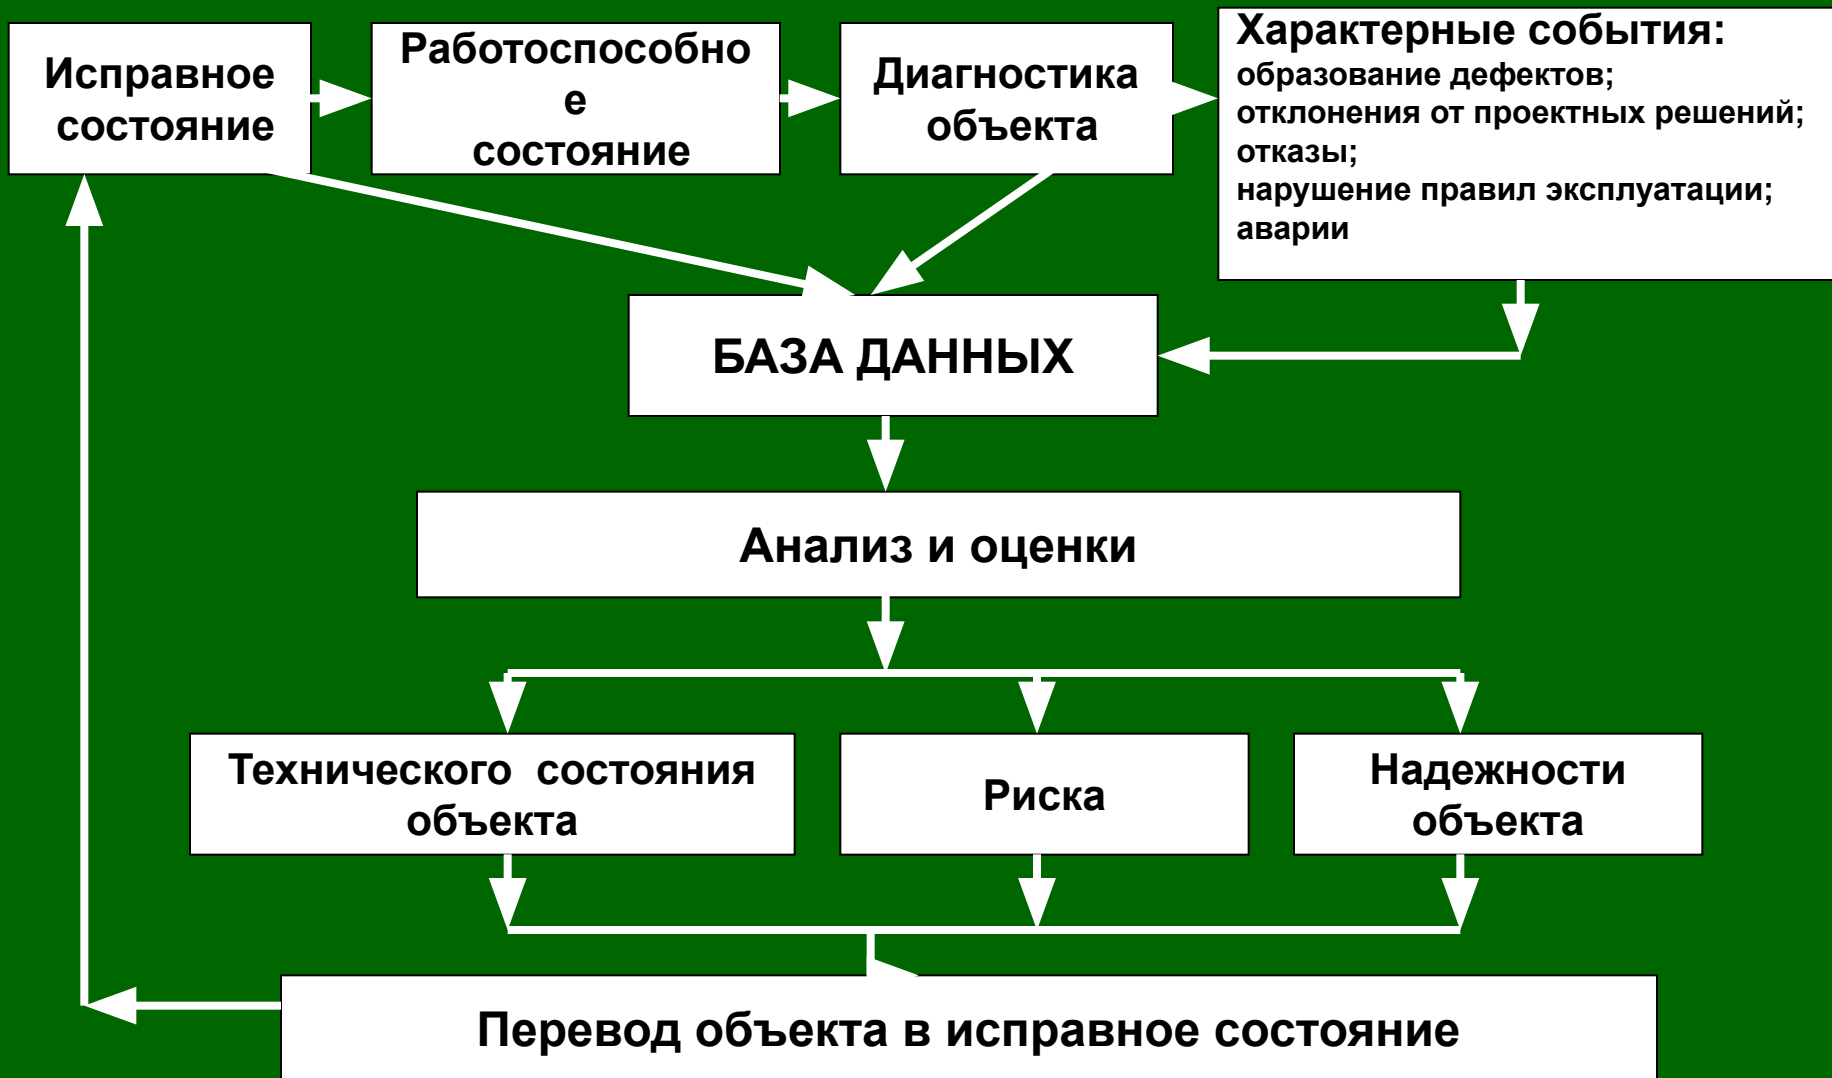 Исправное
состояние
Работоспособно
е
состояние
Диагностика
объекта
Характерные события:
образование дефектов;
отклонения от проектных решений;
отказы;
нарушение правил эксплуатации;
аварии
БАЗА ДАННЫХ
Анализ и оценки
Технического состояния
объекта
Риска
Надежности
объекта
Перевод объекта в исправное состояние